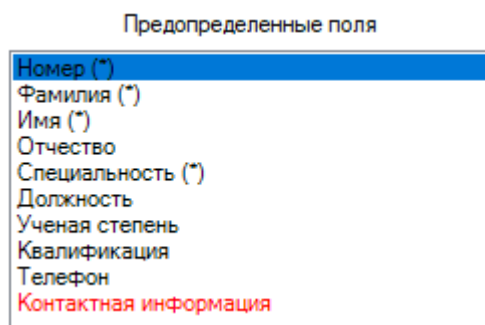 Предопределенные поля
Номер (*)
Фамилия (*)
Имя (*)
Отчество
Специальность (*)
Должность
Ученая степень
Квалификация
Телефон
Контактная информация